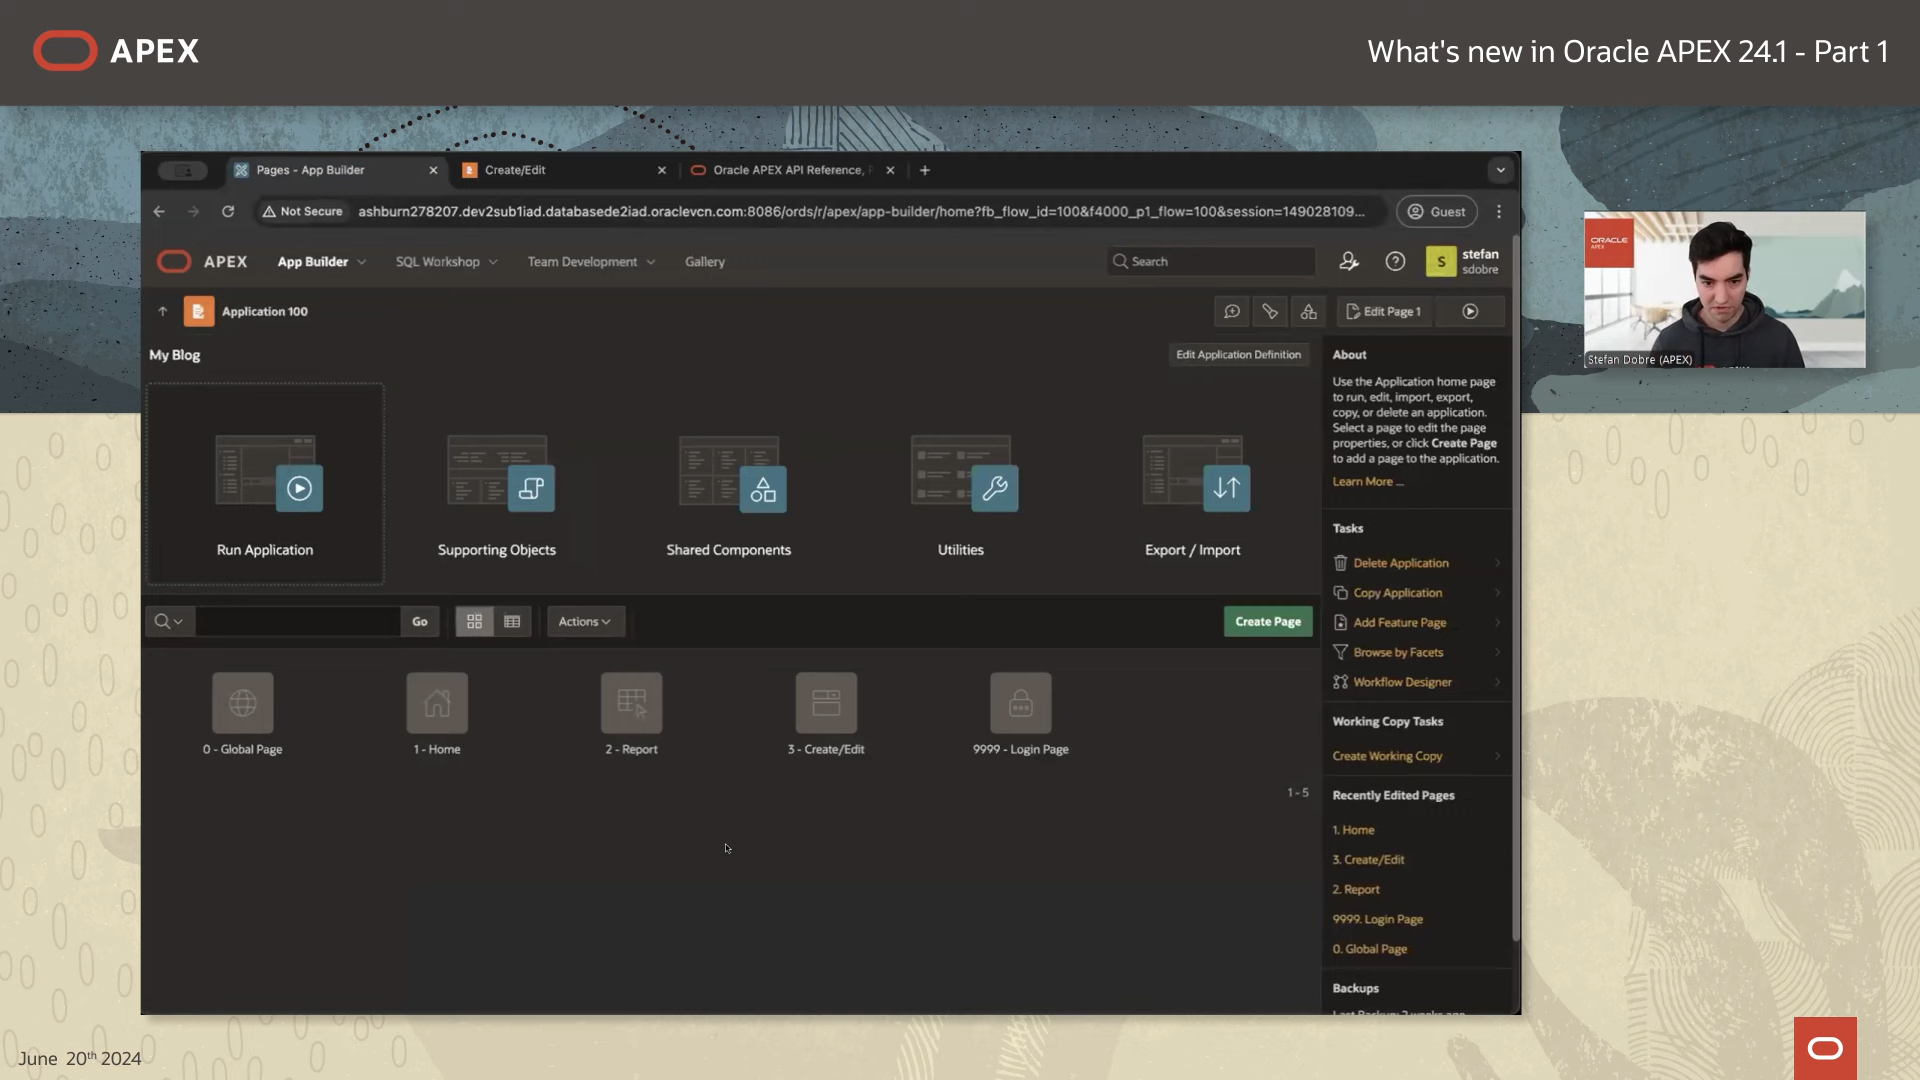 APEX
What's new in Oracle APEX 24.1 - Part 1
Pages - App Builder
Create/Edit
Oracle APEX API Reference,
Not Secure
ashburn278207.dev2sub1iad.databasede2iad.oraclevcn.com:8086/ords/r/apex/app-builder/home?fb_flow_id=100&f4000_p1_flow=100&session=149028109...
Guest
APEX
App Builder
SQL Workshop
Team Development
Gallery
Search
S
stefan
sdobre
Application 100
Edit Page 1
My Blog
Edit Application Definition
Run Application
Supporting Objects
Shared Components
Utilities
Export / Import
Go
Actions
Create Page
0 - Global Page
1 - Home
2 - Report
3 - Create/Edit
9999 - Login Page
1 - 5
About
Use the Application home page
to run, edit, import, export,
copy, or delete an application.
Select a page to edit the page
properties, or click Create Page
to add a page to the application.
Learn More ...
Tasks
Delete Application
Copy Application
Add Feature Page
Browse by Facets
Workflow Designer
Working Copy Tasks
Create Working Copy
Recently Edited Pages
1. Home
3. Create/Edit
2. Report
9999. Login Page
0. Global Page
Backups
Last Backup: 2 weeks ago
ORACLE
APEX
Stefan Dobre (APEX)
June 20th 2024